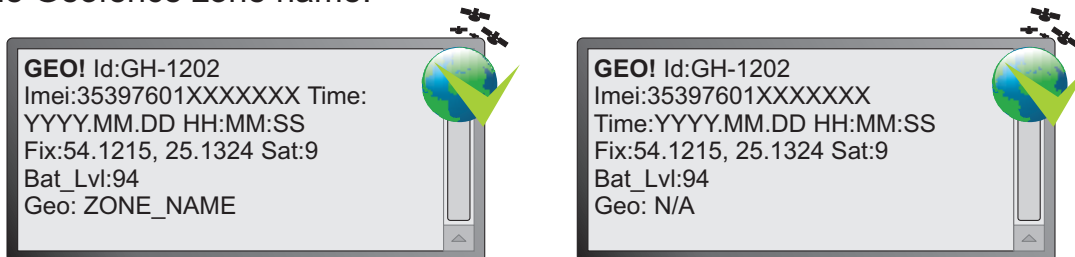 GEO! Id:GH-1202
Imei:35397601XXXXXXX Time:
YYYY.MM.DD HH:MM:SS
Fix:54.1215, 25.1324 Sat:9
Bat_Lvl:94
Geo: ZONE_NAME
GEO! Id:GH-1202
Imei:35397601XXXXXXX
Time:YYYY.MM.DD HH:MM:SS
Fix:54.1215, 25.1324 Sat:9
Bat_Lvl:94
Geo: N/A